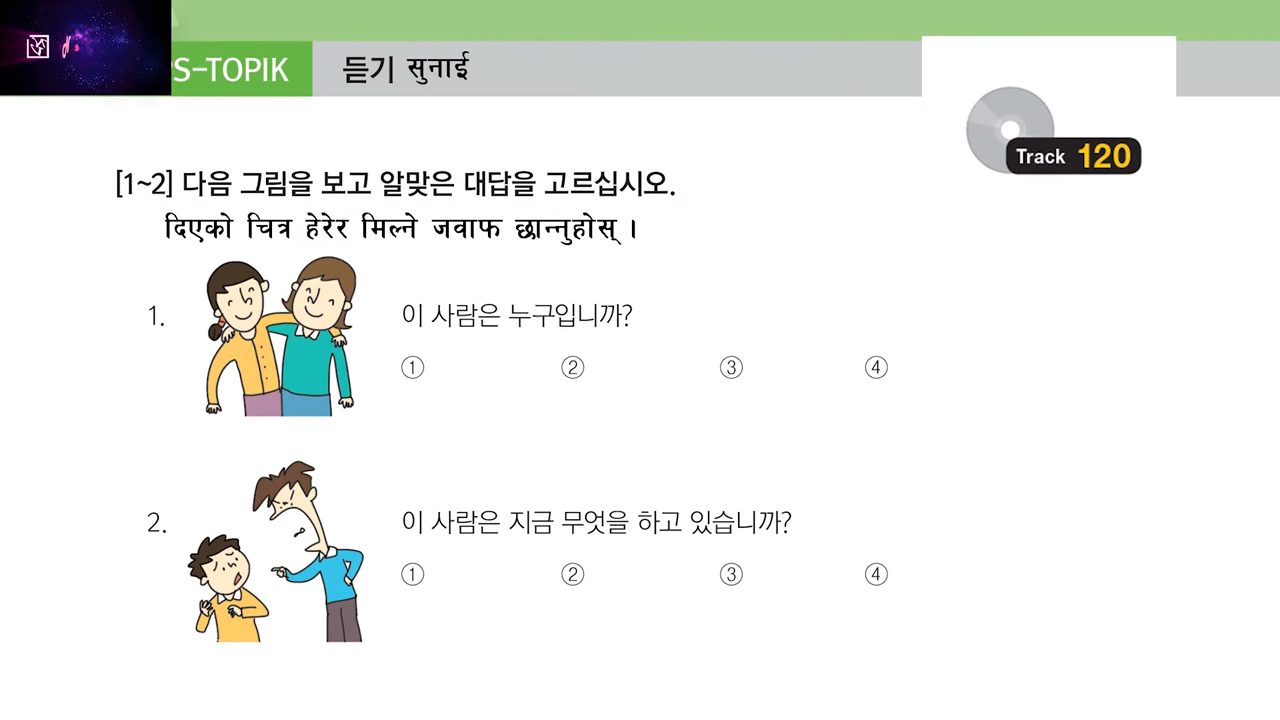 PS-TOPIK
듣기 सुनाई
Track 120
[1~2] 다음 그림을 보고 알맞은 대답을 고르십시오.
दिएको चित्र हेरेर मिल्ने जवाफ छान्नुहोस् ।
1. 이 사람은 누구입니까?
① ② ③ ④
2. 이 사람은 지금 무엇을 하고 있습니까?
① ② ③ ④